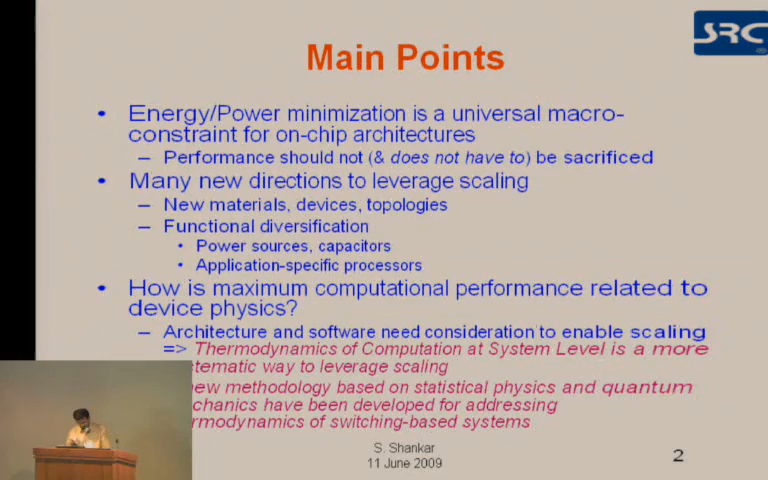 SRC
Main Points
• Energy/Power minimization is a universal macro-
constraint for on-chip architectures
– Performance should not (& does not have to) be sacrificed
• Many new directions to leverage scaling
– New materials, devices, topologies
– Functional diversification
• Power sources, capacitors
• Application-specific processors
• How is maximum computational performance related to
device physics?
– Architecture and software need consideration to enable scaling
=> Thermodynamics of Computation at System Level is a more
way to leverage scaling
new methodology based on statistical physics and quantum
have been developed for addressing
of switching-based systems
S. Shankar
11 June 2009
2